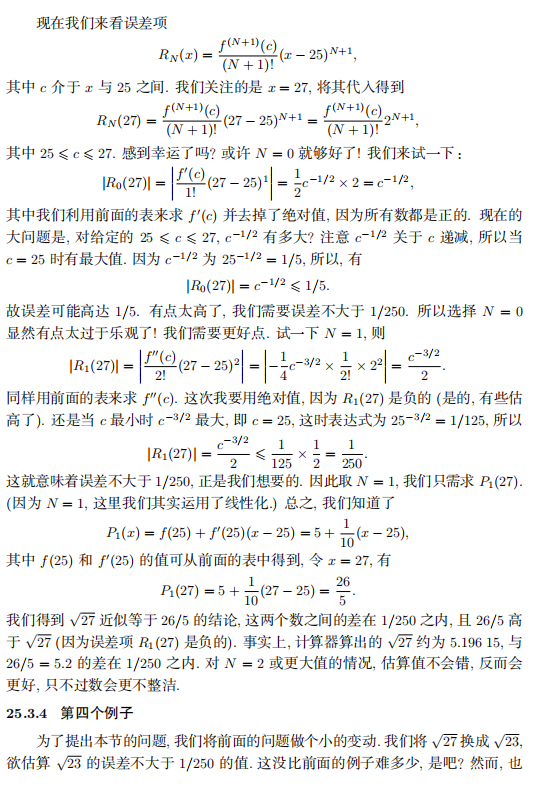 现在我们来看误差项
R_N(x) = \frac{f^{(N+1)}(c)}{(N+1)!}(x − 25)^{N+1},
其中 c 介于 x 与 25 之间. 我们关注的是 x = 27, 将其代入得到
R_N(27) = \frac{f^{(N+1)}(c)}{(N+1)!}(27 − 25)^{N+1} = \frac{f^{(N+1)}(c)}{(N+1)!}2^{N+1},
其中 25 ⩽ c ⩽ 27. 感到幸运了吗? 或许 N = 0 就够好了! 我们来试一下：
|R_0(27)| = \left|\frac{f'(c)}{1!}(27 − 25)^1\right| = \frac{1}{2}c^{−1/2} × 2 = c^{−1/2},
其中我们利用前面的表来求 f'(c) 并去掉了绝对值, 因为所有数都是正的. 现在的
大问题是, 对给定的 25 ⩽ c ⩽ 27, c^{−1/2} 有多大? 注意 c^{−1/2} 关于 c 递减, 所以当
c = 25 时有最大值. 因为 c^{−1/2} 为 25^{−1/2} = 1/5, 所以, 有
|R_0(27)| = c^{−1/2} ⩽ 1/5.
故误差可能高达 1/5. 有点太高了, 我们需要误差不大于 1/250. 所以选择 N = 0
显然有点太过于乐观了! 我们需要更好点. 试一下 N = 1, 则
|R_1(27)| = \left|\frac{f''(c)}{2!}(27 − 25)^2\right| = \left|−\frac{1}{4}c^{−3/2} × \frac{1}{2!} × 2^2\right| = \frac{c^{−3/2}}{2}.
同样用前面的表来求 f''(c). 这次我要用绝对值, 因为 R_1(27) 是负的 (是的, 有些估
高了). 还是当 c 最小时 c^{−3/2} 最大, 即 c = 25, 这时表达式为 25^{−3/2} = 1/125, 所以
|R_1(27)| = \frac{c^{−3/2}}{2} ⩽ \frac{1}{125} × \frac{1}{2} = \frac{1}{250}.
这就意味着误差不大于 1/250, 正是我们想要的. 因此取 N = 1, 我们只需求 P_1(27).
(因为 N = 1, 这里我们其实运用了线性化.) 总之, 我们知道了
P_1(x) = f(25) + f'(25)(x − 25) = 5 + \frac{1}{10}(x − 25),
其中 f(25) 和 f'(25) 的值可从前面的表中得到, 令 x = 27, 有
P_1(27) = 5 + \frac{1}{10}(27 − 25) = \frac{26}{5}.
我们得到 \sqrt{27} 近似等于 26/5 的结论, 这两个数之间的差在 1/250 之内, 且 26/5 高
于 \sqrt{27} (因为误差项 R_1(27) 是负的). 事实上, 计算器算出的 \sqrt{27} 约为 5.196 15, 与
26/5 = 5.2 的差在 1/250 之内. 对 N = 2 或更大值的情况, 估算值不会错, 反而会
更好, 只不过数会更不整洁.
25.3.4 第四个例子
为了提出本节的问题, 我们将前面的问题做个小的变动. 我们将 \sqrt{27} 换成 \sqrt{23},
欲估算 \sqrt{23} 的误差不大于 1/250 的值. 这没比前面的例子难多少, 是吧? 然而, 也